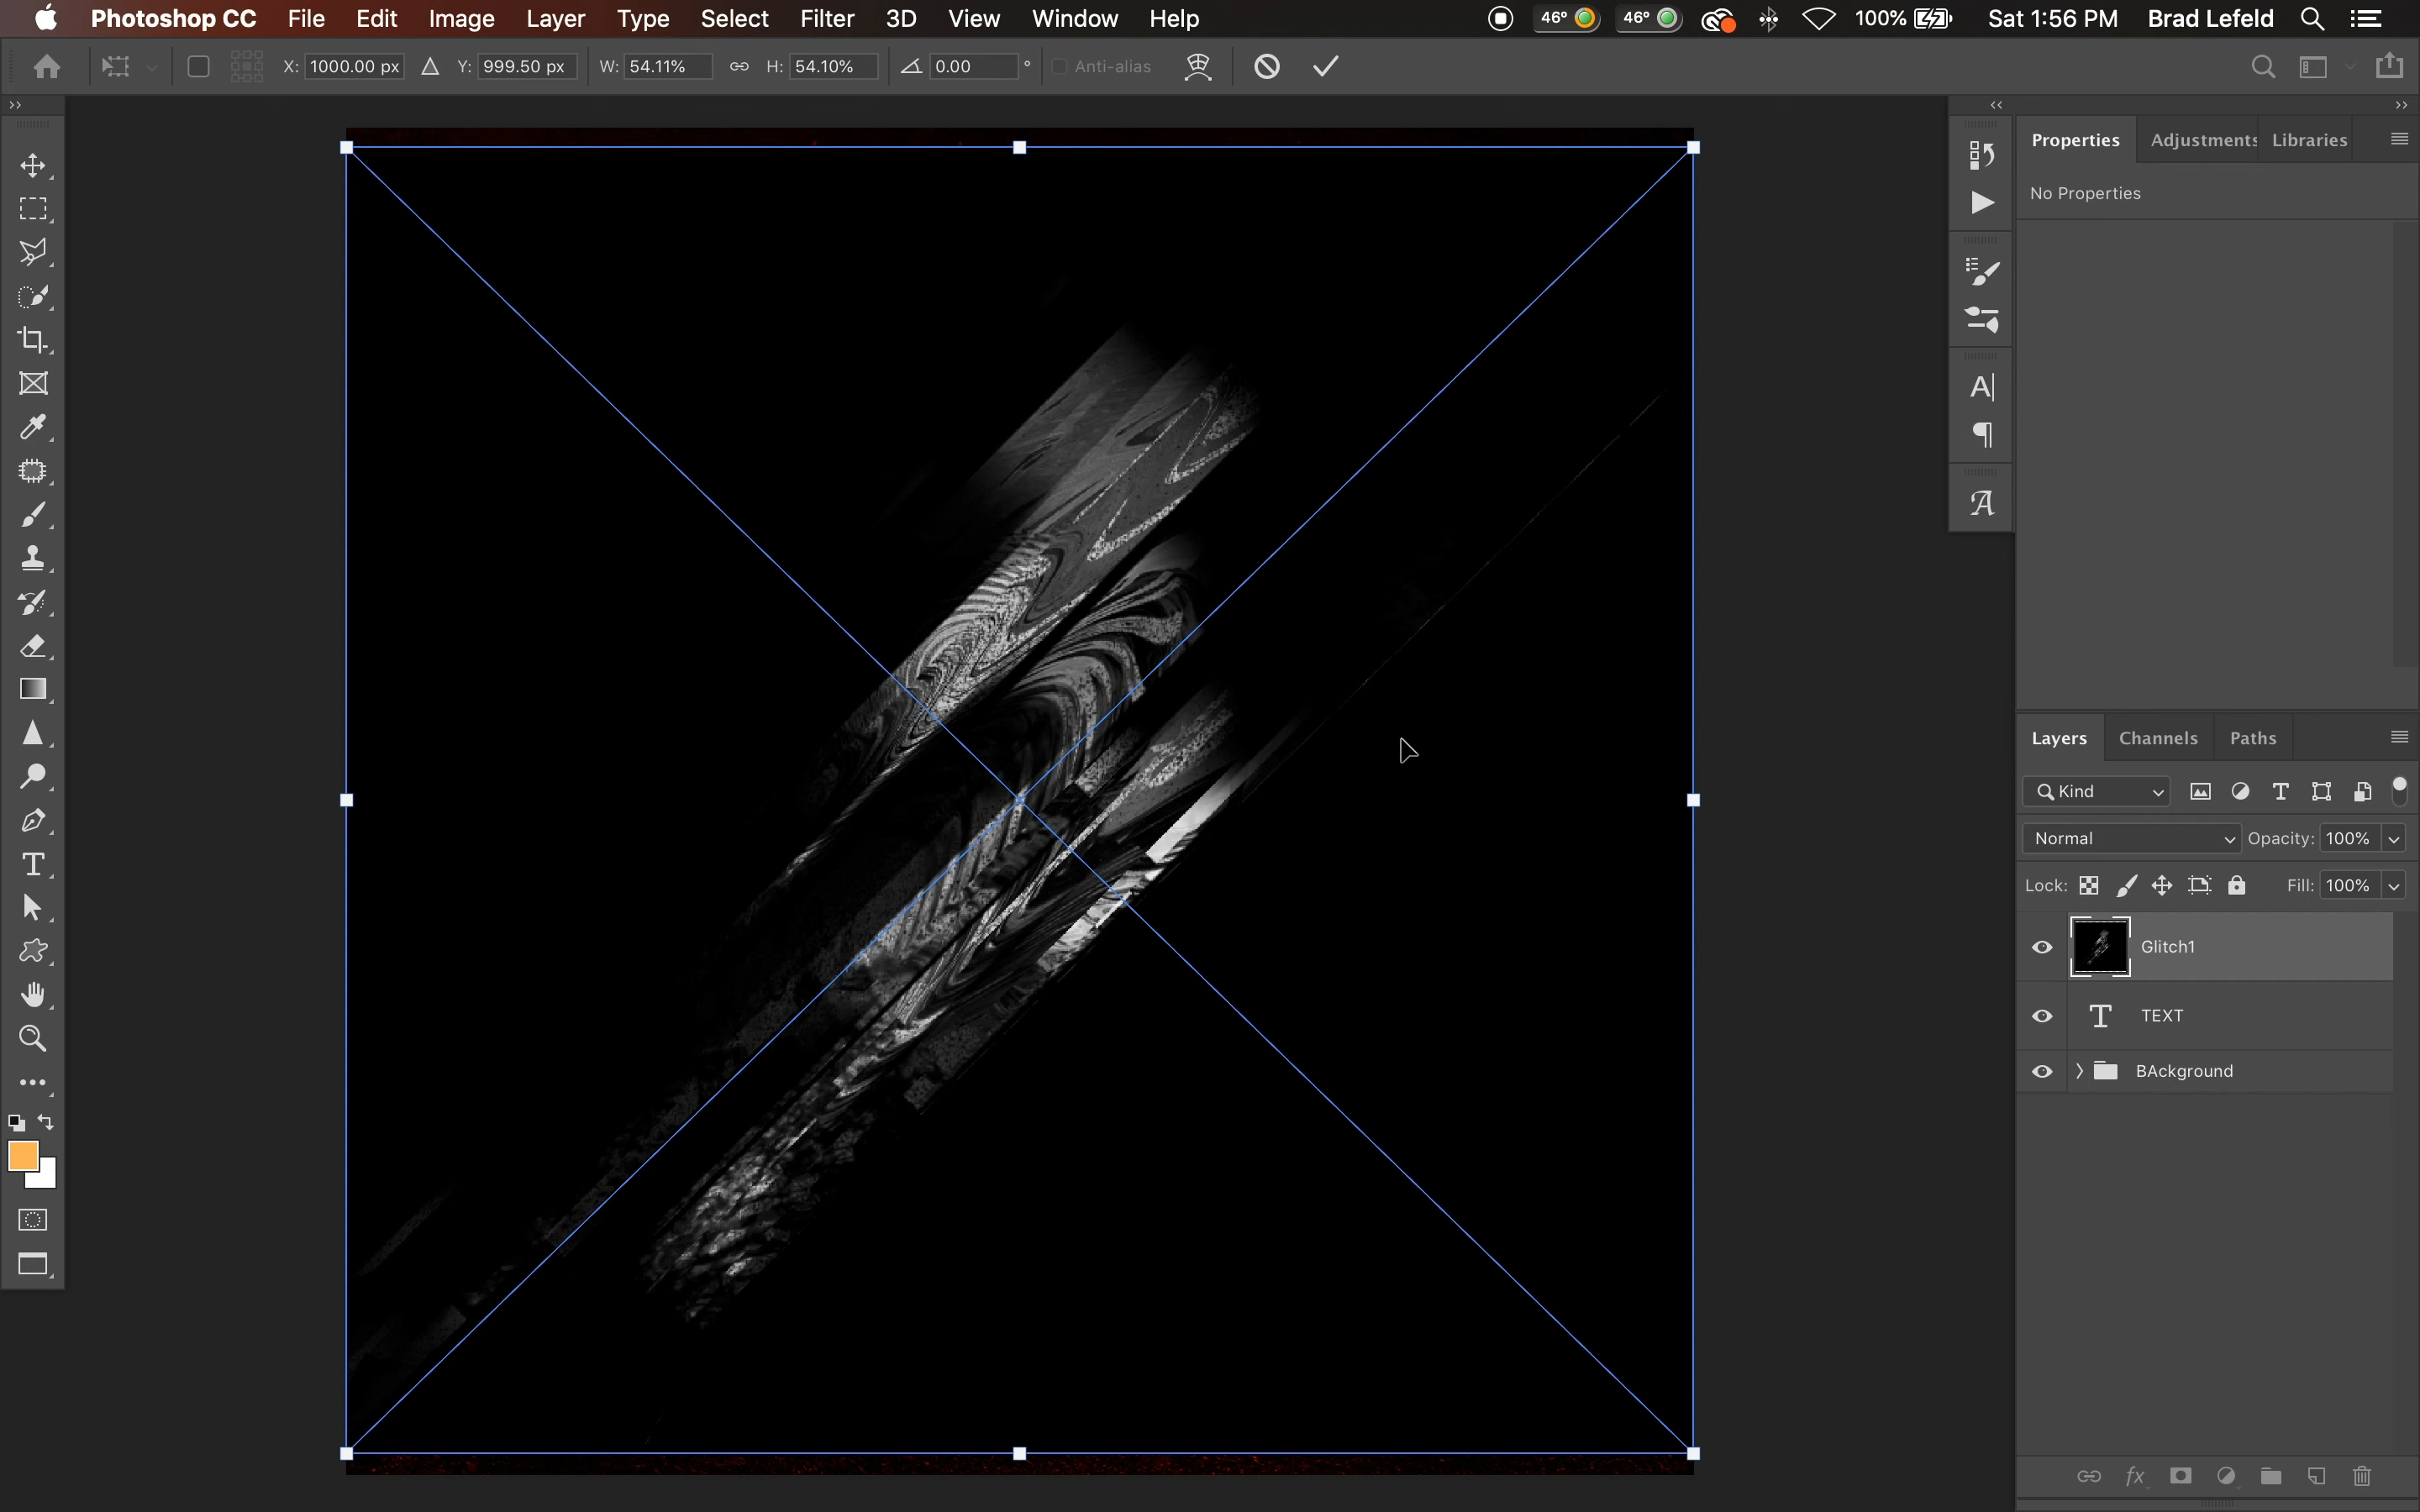 Photoshop CC File Edit Image Layer Type Select Filter 3D View Window Help 46° 46° 100% Sat 1:56 PM Brad Lefeld
X: 1000.00 px Y: 999.50 px W: 54.11% H: 54.10% 0.00 ° Anti-alias
Properties Adjustments Libraries
No Properties
Layers Channels Paths
Kind
Normal Opacity: 100%
Lock: Fill: 100%
Glitch1
TEXT
BAckground